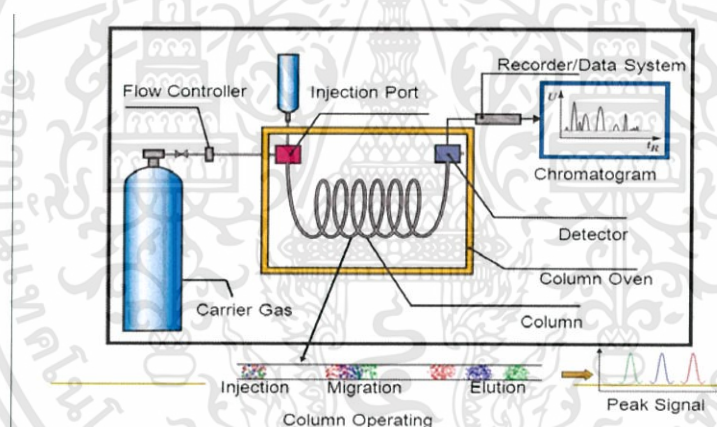 Recorder/Data System
Flow Controller
Injection Port
U
t_R
Chromatogram
Detector
Column Oven
Carrier Gas
Column
Injection
Migration
Elution
Peak Signal
Column Operating